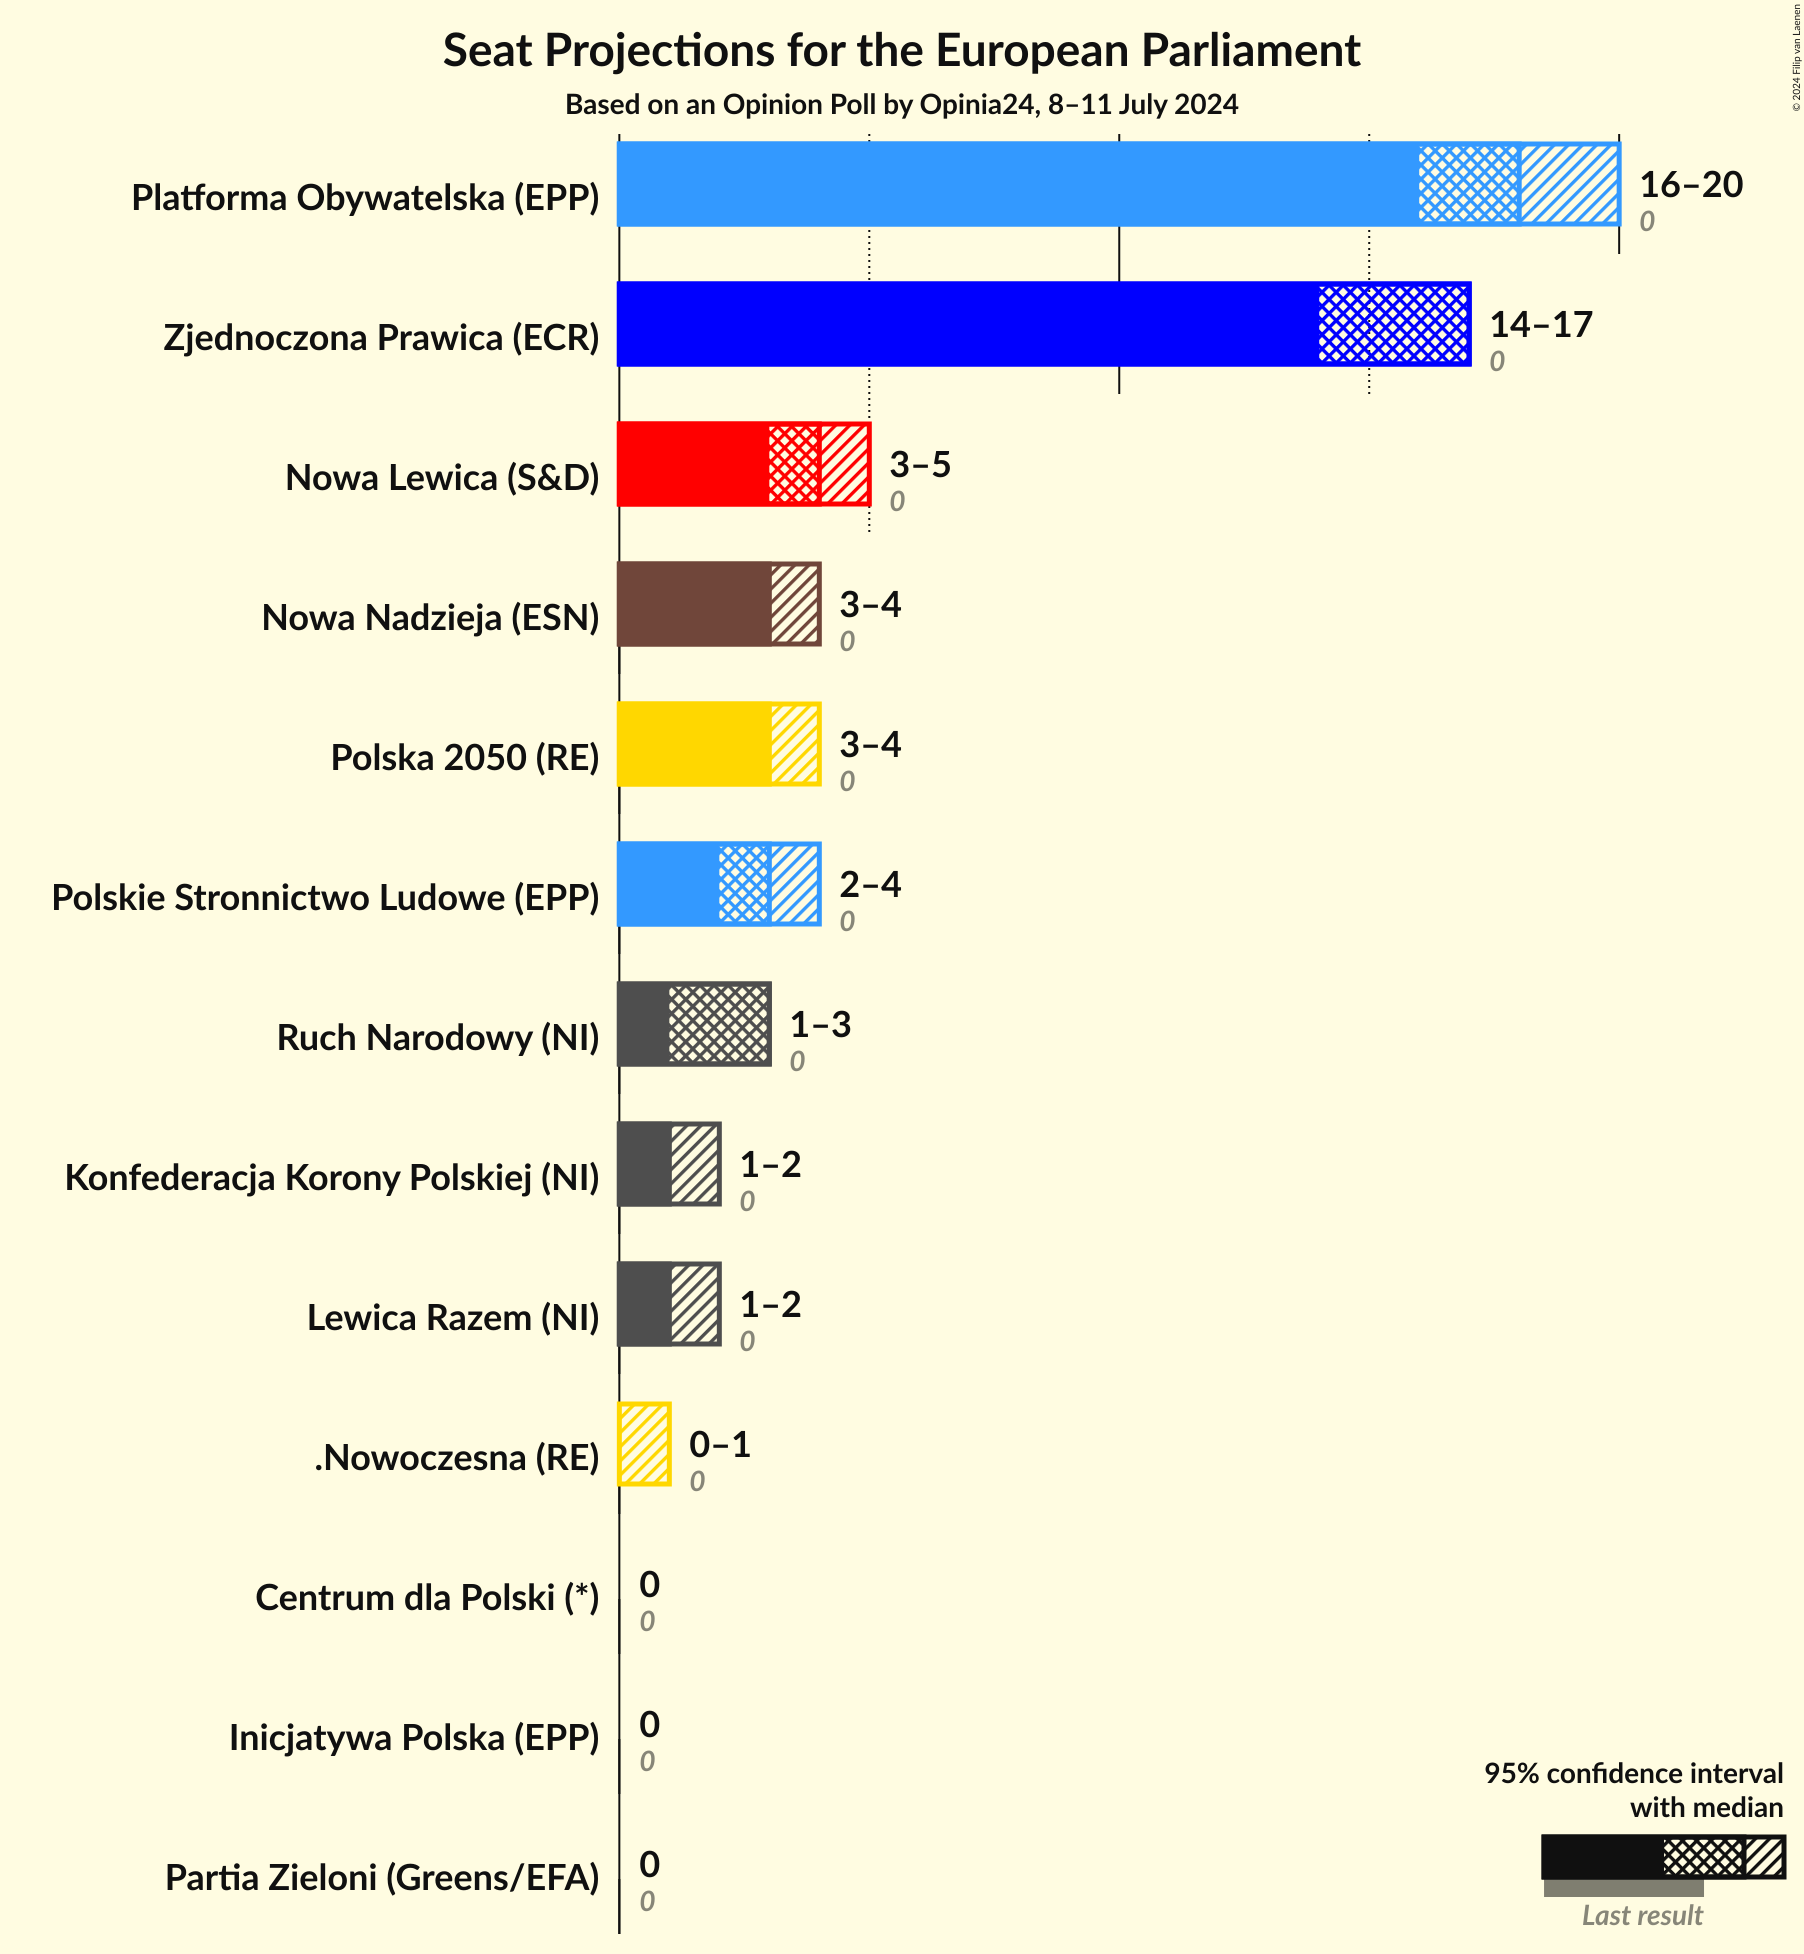 Seat Projections for the European Parliament
Based on an Opinion Poll by Opinia24, 8–11 July 2024
© 2024 Filip van Laenen
Platforma Obywatelska (EPP)
16–20
0
Zjednoczona Prawica (ECR)
14–17
0
Nowa Lewica (S&D)
3–5
0
Nowa Nadzieja (ESN)
3–4
0
Polska 2050 (RE)
3–4
0
Polskie Stronnictwo Ludowe (EPP)
2–4
0
Ruch Narodowy (NI)
1–3
0
Konfederacja Korony Polskiej (NI)
1–2
0
Lewica Razem (NI)
1–2
0
.Nowoczesna (RE)
0–1
0
Centrum dla Polski (*)
0
0
Inicjatywa Polska (EPP)
0
0
Partia Zieloni (Greens/EFA)
0
0
95% confidence interval
with median
Last result